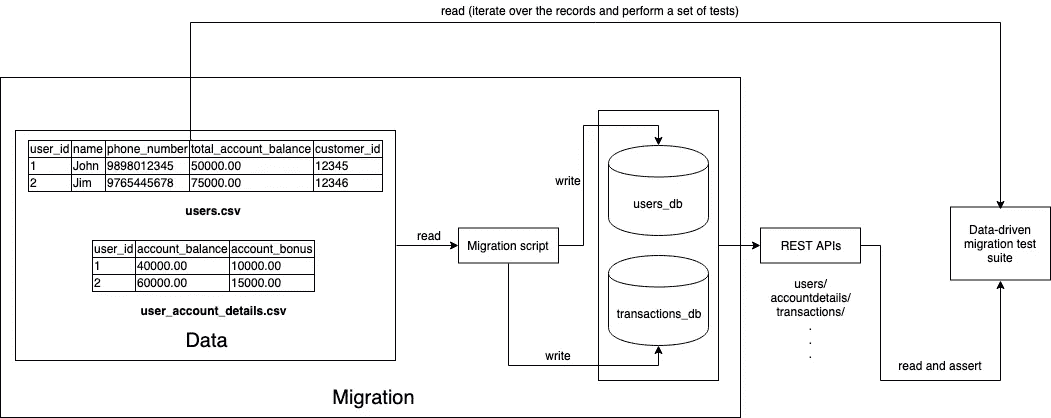 read (iterate over the records and perform a set of tests)
user_id name phone_number total_account_balance customer_id
1 John 9898012345 50000.00 12345
2 Jim 9765445678 75000.00 12346
users.csv
user_id account_balance account_bonus
1 40000.00 10000.00
2 60000.00 15000.00
user_account_details.csv
Data
read
Migration script
write
write
users_db
transactions_db
REST APIs
users/
accountdetails/
transactions/
.
.
.
Data-driven
migration test
suite
read and assert
Migration